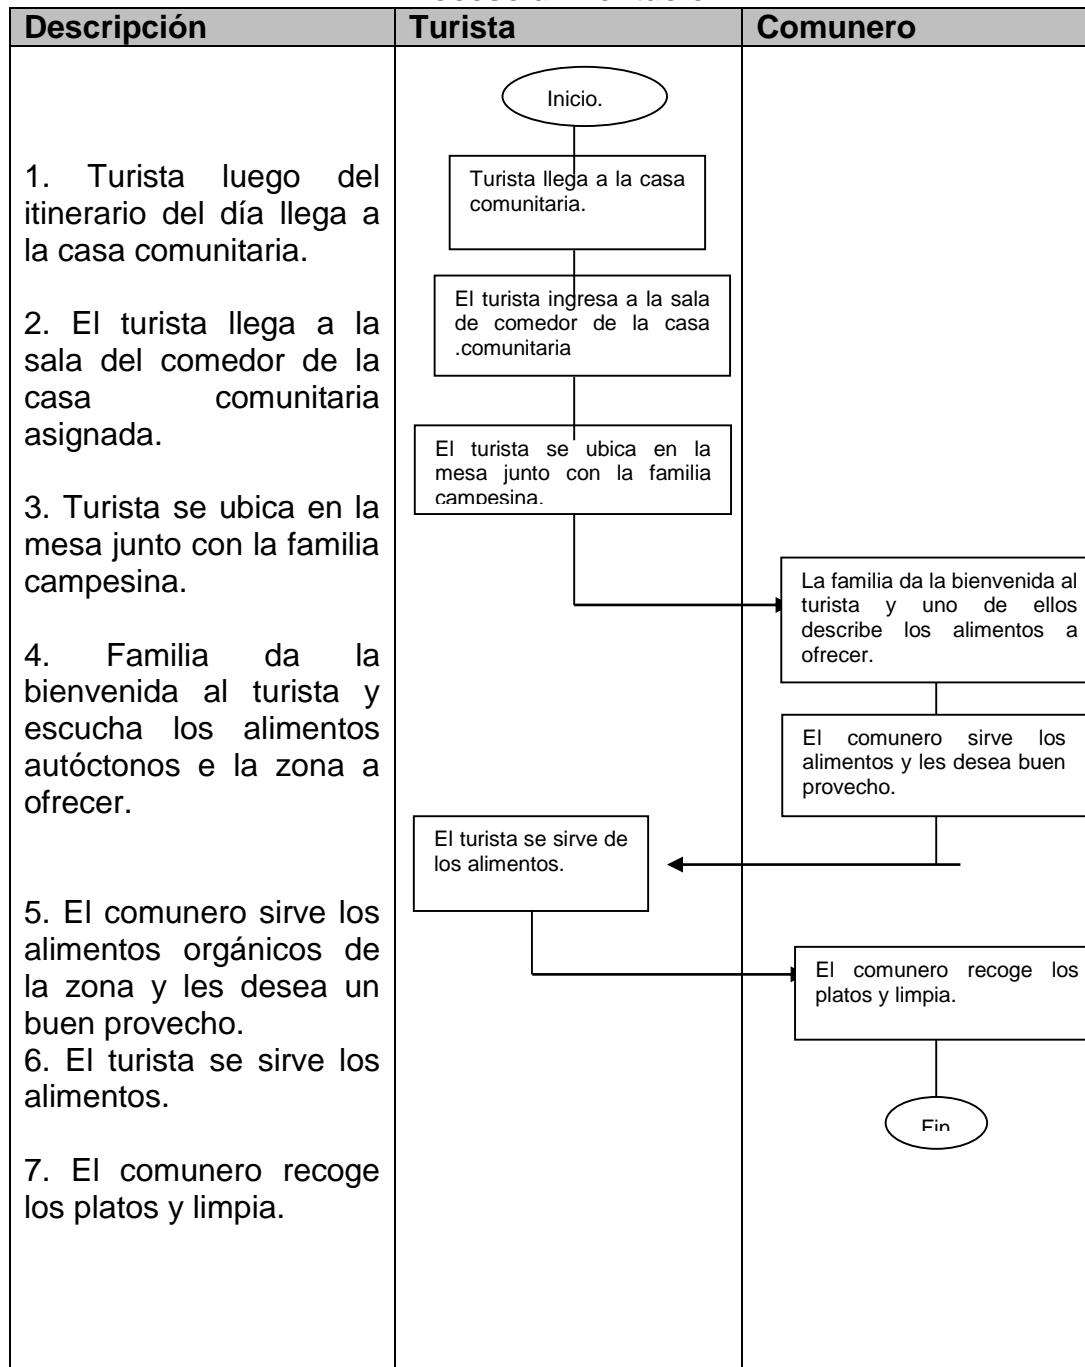 Descripción
Turista
Comunero
1. Turista luego del
itinerario del día llega a
la casa comunitaria.
2. El turista llega a la
sala del comedor de la
casa comunitaria
asignada.
3. Turista se ubica en la
mesa junto con la familia
campesina.
4. Familia da la
bienvenida al turista y
escucha los alimentos
autóctonos e la zona a
ofrecer.
5. El comunero sirve los
alimentos orgánicos de
la zona y les desea un
buen provecho.
6. El turista se sirve los
alimentos.
7. El comunero recoge
los platos y limpia.
Inicio.
Turista llega a la casa
comunitaria.
El turista ingresa a la sala
de comedor de la casa
.comunitaria
El turista se ubica en la
mesa junto con la familia
campesina.
La familia da la bienvenida al
turista y uno de ellos
describe los alimentos a
ofrecer.
El comunero sirve los
alimentos y les desea buen
provecho.
El turista se sirve de
los alimentos.
El comunero recoge los
platos y limpia.
Fin